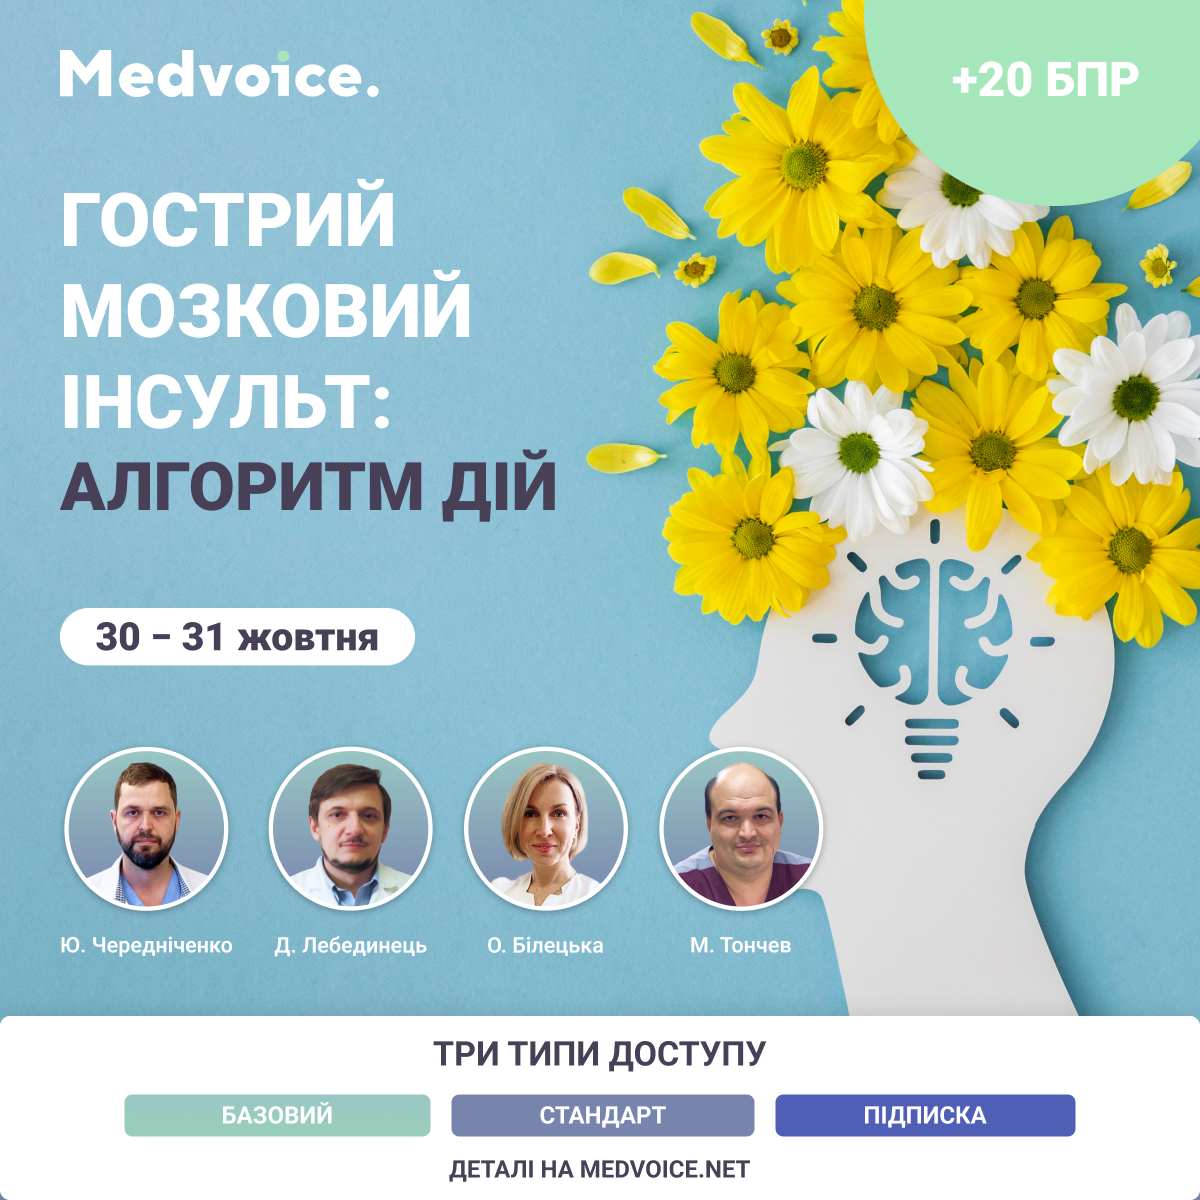 Medvoice.
+20 БПР
ГОСТРИЙ
МОЗКОВИЙ
ІНСУЛЬТ:
АЛГОРИТМ ДІЙ
30 – 31 жовтня
Ю. Чередніченко
Д. Лебединець
О. Білецька
М. Тончев
ТРИ ТИПИ ДОСТУПУ
БАЗОВИЙ
СТАНДАРТ
ПІДПИСКА
ДЕТАЛІ НА MEDVOICE.NET